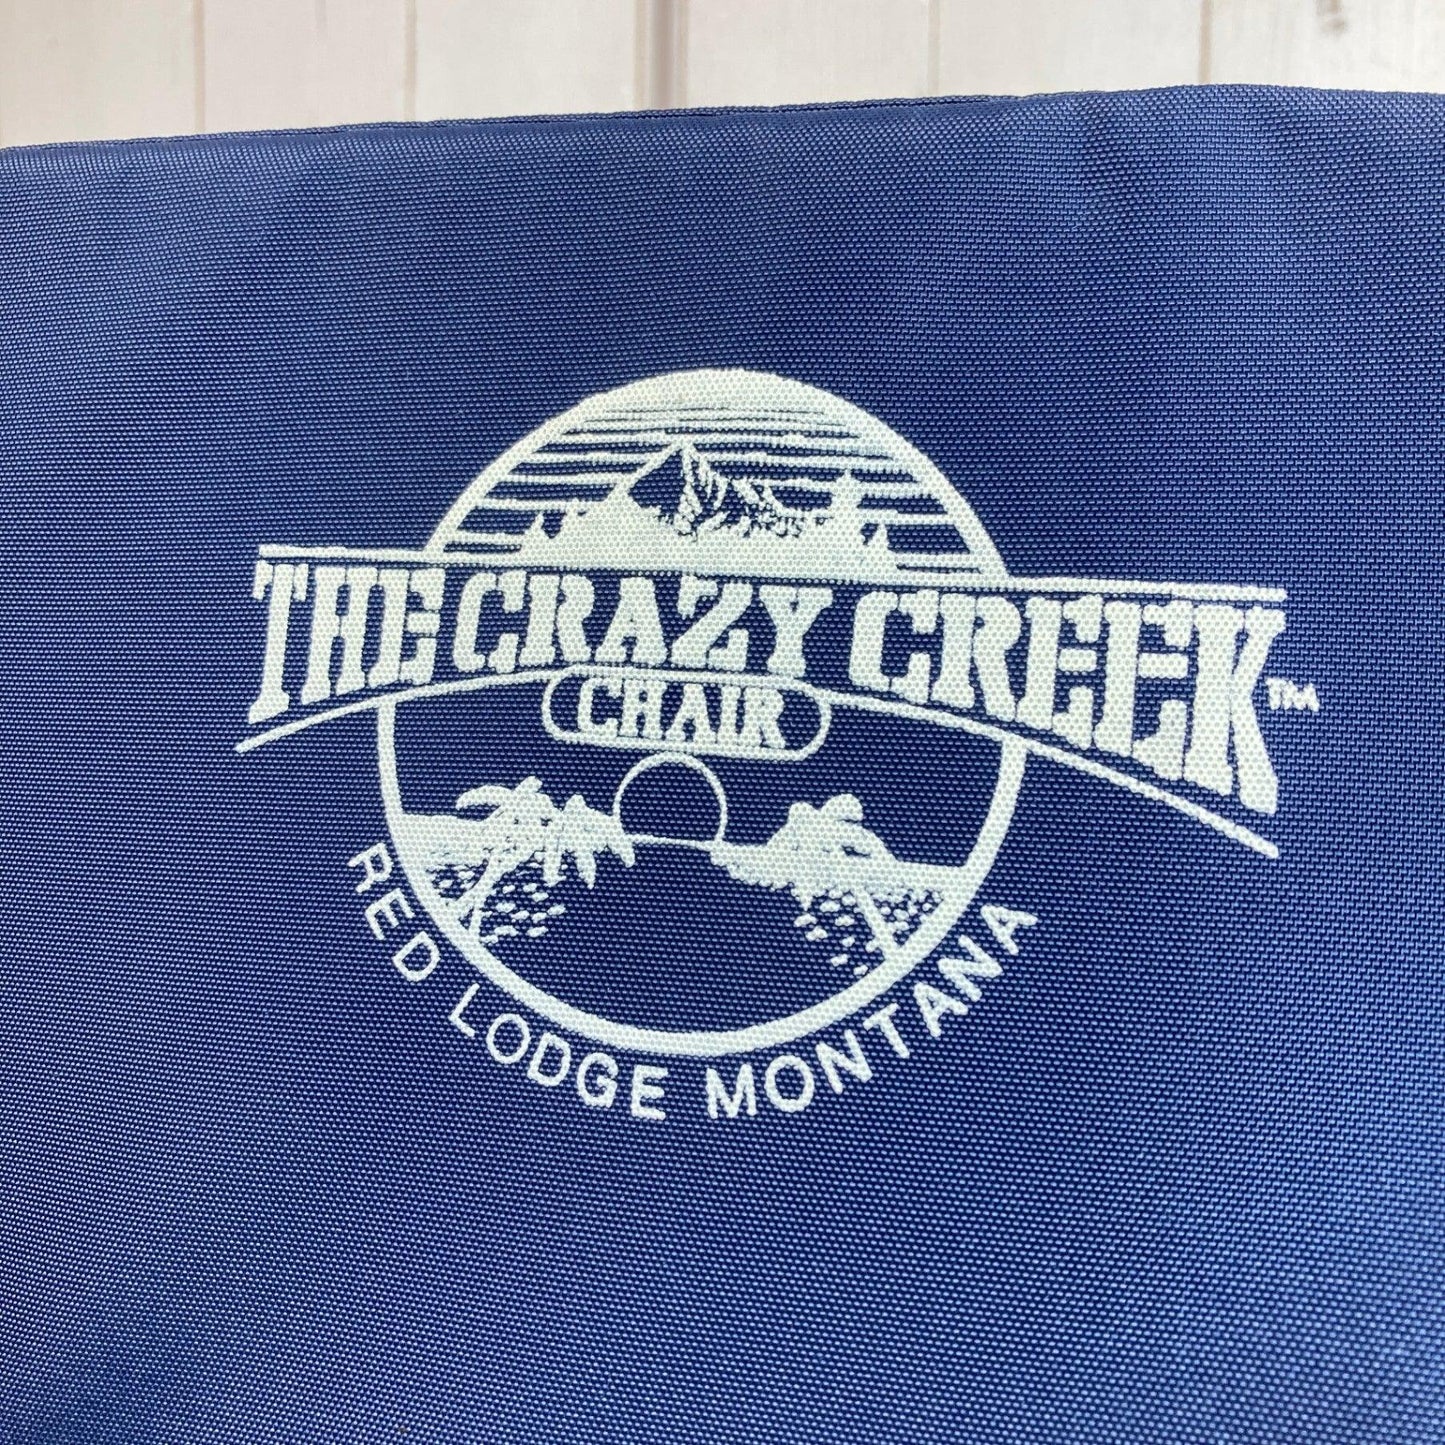 THE CRAZY CREEK™
CHAIR
RED LODGE MONTANA